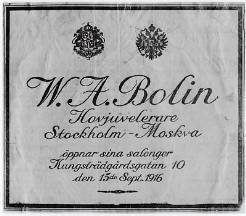 W. A. Bolin
Hovjuvelerare
Stockholm - Moskva
öppnar sina salonger
Kungsträdgårdsgatan 10
den 15de Sept. 1916